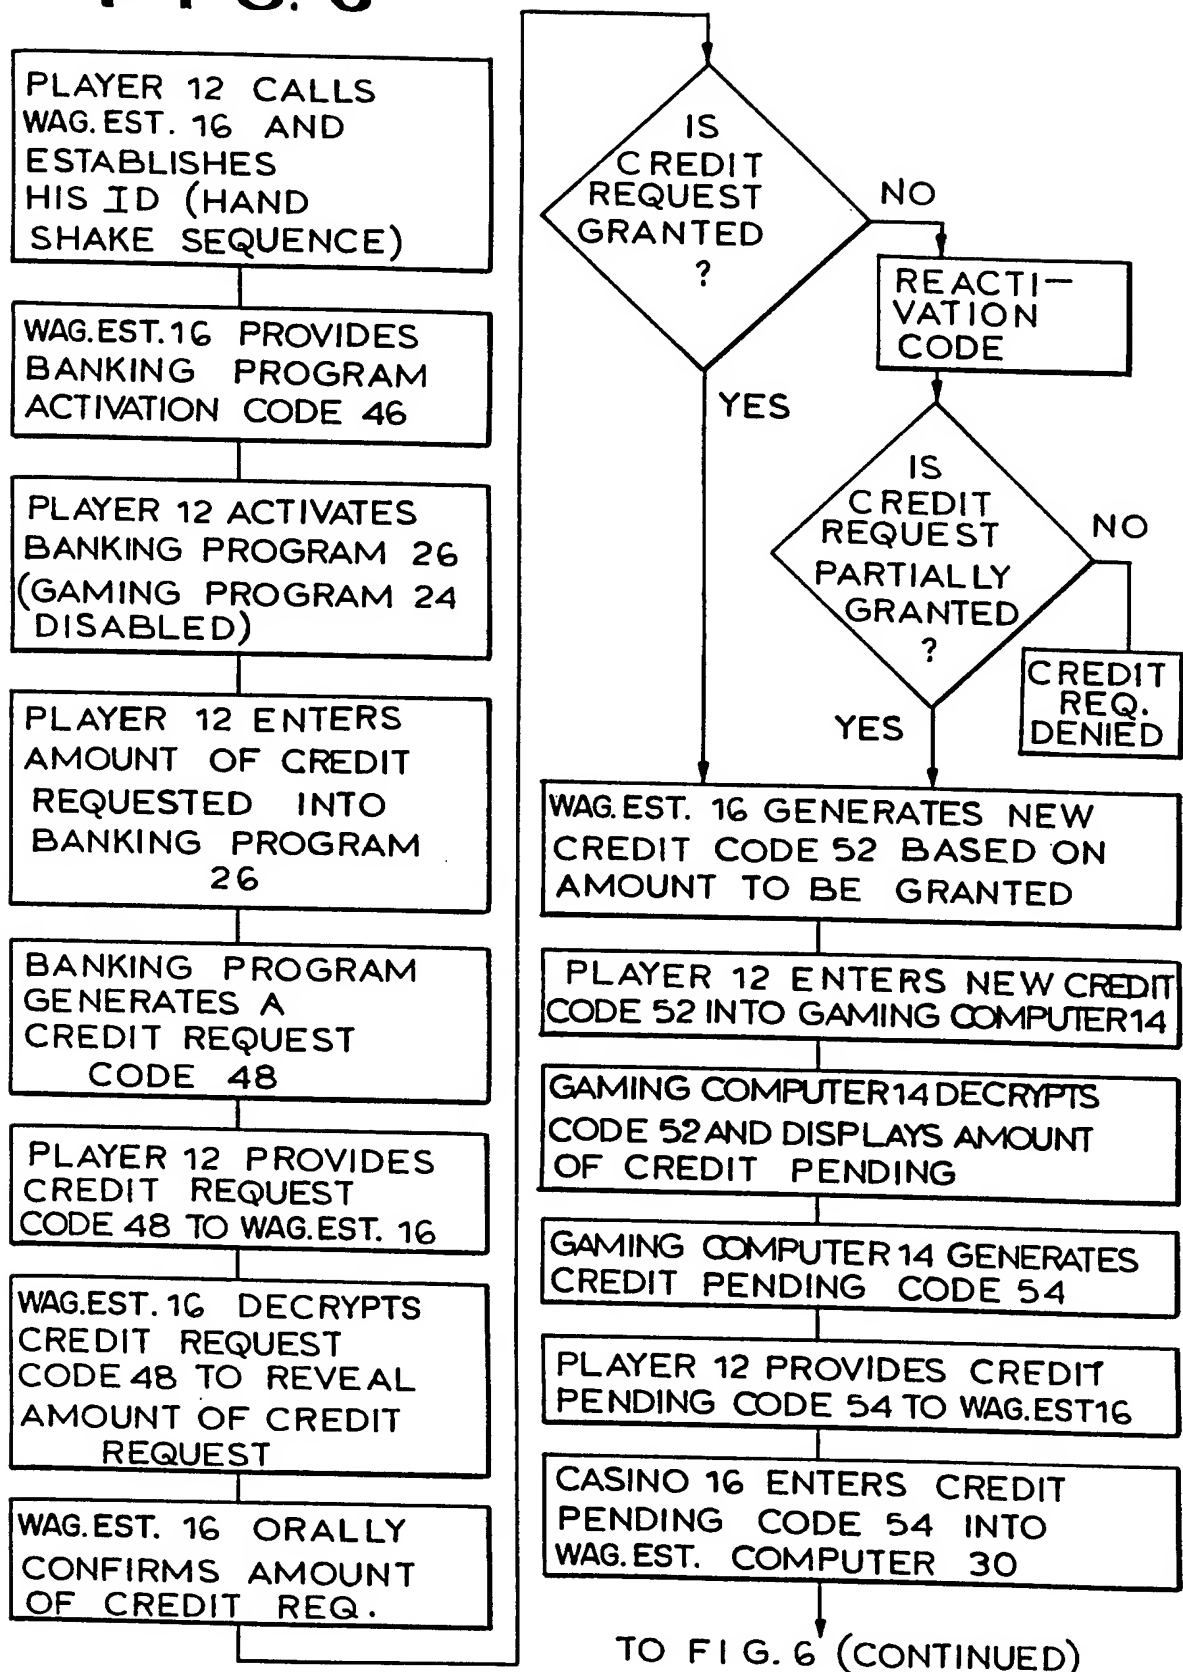 FIG. 6
PLAYER 12 CALLS
WAG.EST. 16 AND
ESTABLISHES
HIS ID (HAND
SHAKE SEQUENCE)
WAG.EST.16 PROVIDES
BANKING PROGRAM
ACTIVATION CODE 46
PLAYER 12 ACTIVATES
BANKING PROGRAM 26
(GAMING PROGRAM 24
DISABLED)
PLAYER 12 ENTERS
AMOUNT OF CREDIT
REQUESTED INTO
BANKING PROGRAM
26
BANKING PROGRAM
GENERATES A
CREDIT REQUEST
CODE 48
PLAYER 12 PROVIDES
CREDIT REQUEST
CODE 48 TO WAG.EST. 16
WAG.EST.16 DECRYPTS
CREDIT REQUEST
CODE 48 TO REVEAL
AMOUNT OF CREDIT
REQUEST
WAG.EST. 16 ORALLY
CONFIRMS AMOUNT
OF CREDIT REQ.
IS
CREDIT
REQUEST
GRANTED
?
NO
YES
REACTI-
VATION
CODE
IS
CREDIT
REQUEST
PARTIALLY
GRANTED
?
NO
YES
CREDIT
REQ.
DENIED
WAG.EST. 16 GENERATES NEW
CREDIT CODE 52 BASED ON
AMOUNT TO BE GRANTED
PLAYER 12 ENTERS NEW CREDIT
CODE 52 INTO GAMING COMPUTER 14
GAMING COMPUTER 14 DECRYPTS
CODE 52 AND DISPLAYS AMOUNT
OF CREDIT PENDING
GAMING COMPUTER 14 GENERATES
CREDIT PENDING CODE 54
PLAYER 12 PROVIDES CREDIT
PENDING CODE 54 TO WAG.EST16
CASINO 16 ENTERS CREDIT
PENDING CODE 54 INTO
WAG.EST. COMPUTER 30
TO FIG. 6 (CONTINUED)